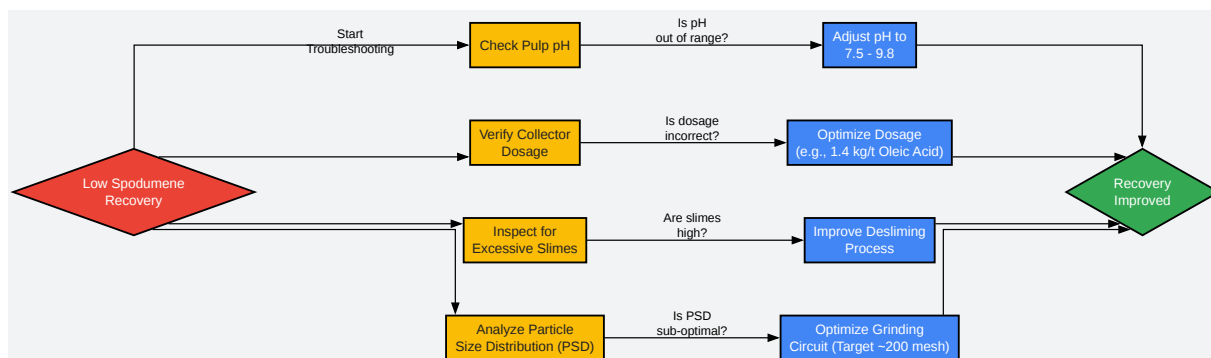 Start
Troubleshooting
Check Pulp pH
Is pH
out of range?
Adjust pH to
7.5 - 9.8
Verify Collector
Dosage
Is dosage
incorrect?
Optimize Dosage
(e.g., 1.4 kg/t Oleic Acid)
Low Spodumene
Recovery
Recovery
Improved
Inspect for
Excessive Slimes
Are slimes
high?
Improve Desliming
Process
Analyze Particle
Size Distribution (PSD)
Is PSD
sub-optimal?
Optimize Grinding
Circuit (Target ~200 mesh)